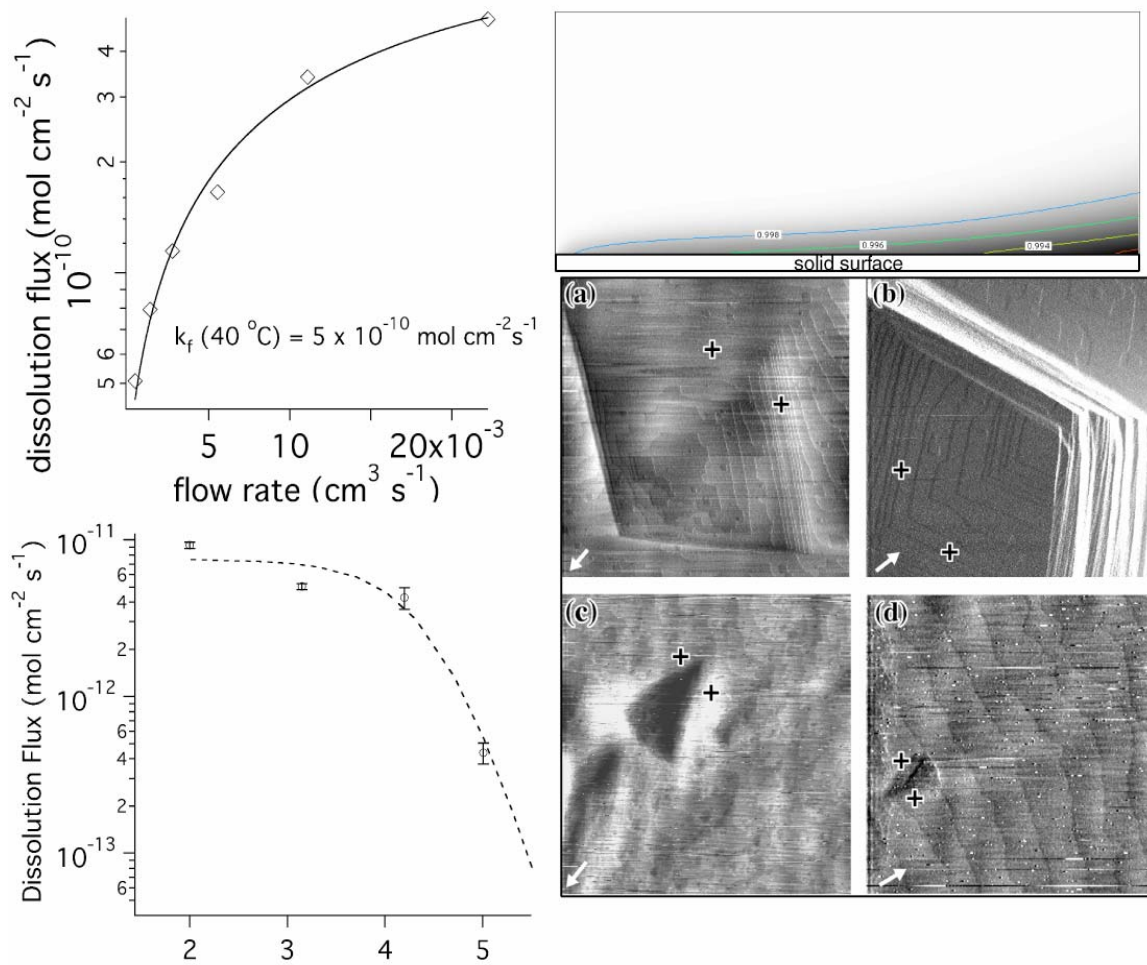 dissolution flux (mol cm⁻² s⁻¹)
4
3
2
10⁻¹⁰
6
5
k_f (40 °C) = 5 x 10⁻¹⁰ mol cm⁻²s⁻¹
5 10 20x10⁻³
flow rate (cm³ s⁻¹)
0.998
0.996
0.994
solid surface
(a)
(b)
(c)
(d)
Dissolution Flux (mol cm⁻² s⁻¹)
10⁻¹¹
6
4
2
10⁻¹²
6
4
2
10⁻¹³
6
2 3 4 5